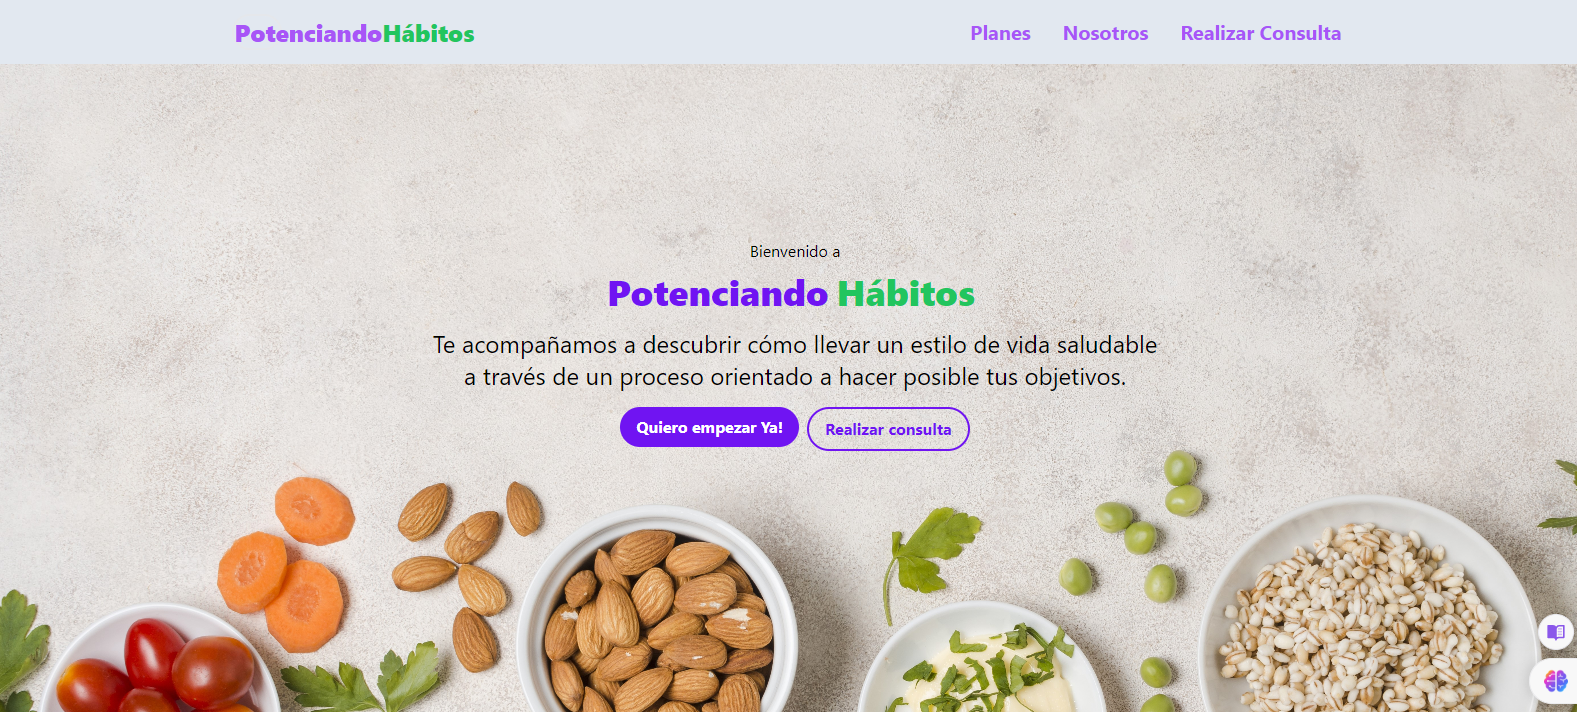 PotenciandoHábitos
Planes
Nosotros
Realizar Consulta
Bienvenido a
Potenciando Hábitos
Te acompañamos a descubrir cómo llevar un estilo de vida saludable
a través de un proceso orientado a hacer posible tus objetivos.
Quiero empezar Ya!
Realizar consulta